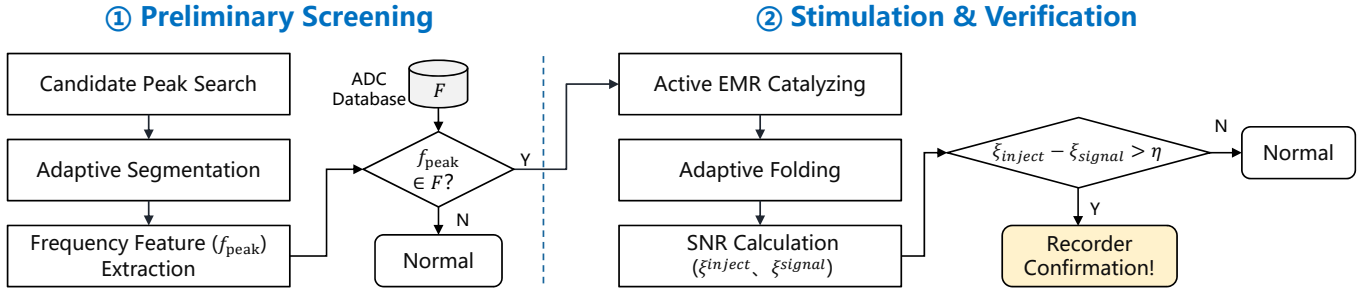 ① Preliminary Screening
Candidate Peak Search
Adaptive Segmentation
Frequency Feature (f_peak)
Extraction
ADC
Database
F
f_peak
∈ F?
Y
N
Normal
② Stimulation & Verification
Active EMR Catalyzing
Adaptive Folding
SNR Calculation
(ξ^inject、ξ^signal)
ξ_inject − ξ_signal > η
N
Normal
Y
Recorder
Confirmation!